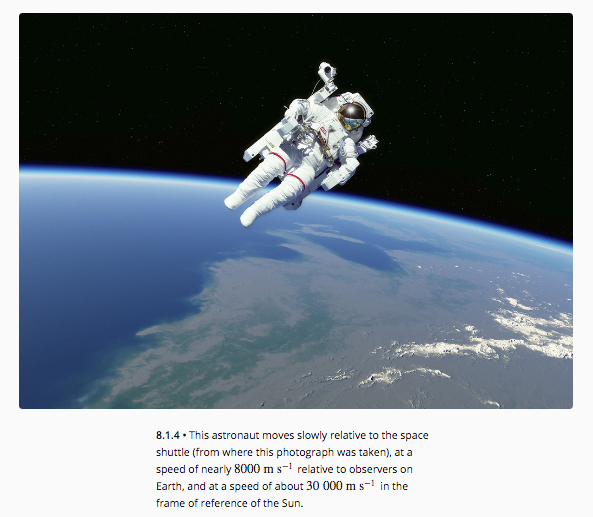 8.1.4 • This astronaut moves slowly relative to the space
shuttle (from where this photograph was taken), at a
speed of nearly 8000 m s⁻¹ relative to observers on
Earth, and at a speed of about 30 000 m s⁻¹ in the
frame of reference of the Sun.